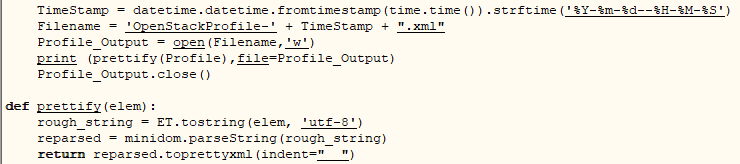 TimeStamp = datetime.datetime.fromtimestamp(time.time()).strftime('%Y-%m-%d--%H-%M-%S')
Filename = 'OpenStackProfile-' + TimeStamp + ".xml"
Profile_Output = open(Filename,'w')
print (prettify(Profile),file=Profile_Output)
Profile_Output.close()
def prettify(elem):
rough_string = ET.tostring(elem, 'utf-8')
reparsed = minidom.parseString(rough_string)
return reparsed.toprettyxml(indent="  ")